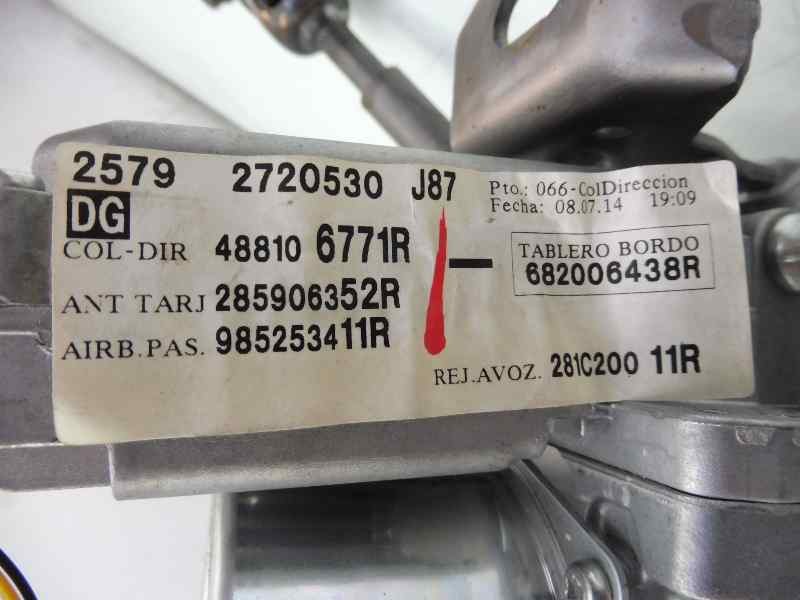 2579 2720530 J87
Pto.: 066-ColDireccion
DG
Fecha: 08.07.14 19:09
COL-DIR 48810 6771R
TABLERO BORDO
682006438R
ANT TARJ 285906352R
AIRB.PAS. 985253411R
REJ.AVOZ. 281C200 11R